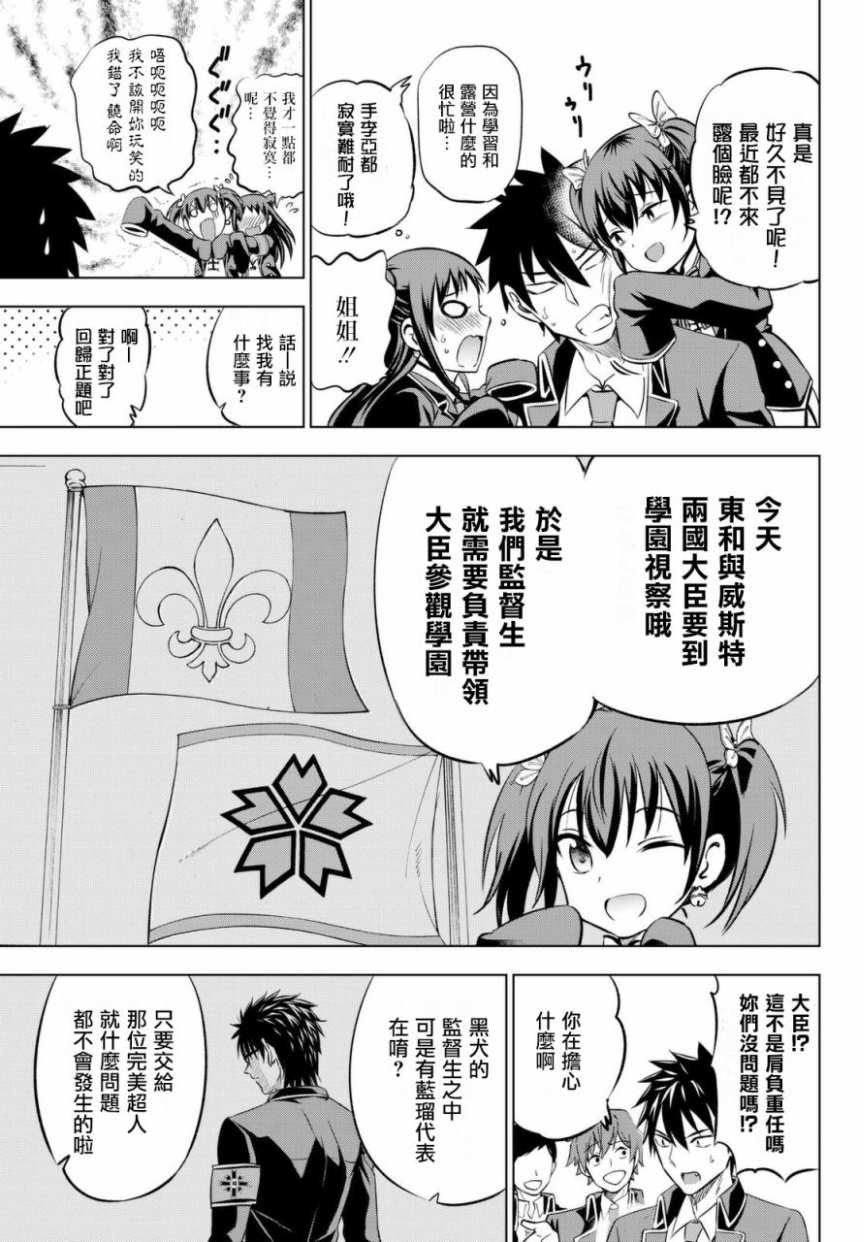 真是
好久不見了呢！
最近都不來
露個臉呢!?
因為學習和
露營什麼的
很忙啦…
手李亞都
寂寞難耐了哦！
姐姐!!
我才一點都
不覺得寂寞…
呢…
唔呃呃呃呃
我不該開妳玩笑的
我錯了饒命啊
話—說
找我有
什麼事?
啊—
對了對了
回歸正題吧
今天
東和與威斯特
兩國大臣要到
學園視察哦
於是
我們監督生
就需要負責帶領
大臣參觀學園
大臣!?
這不是肩負重任嗎
妳們沒問題嗎!?
你在擔心
什麼啊
黑犬的
監督生之中
可是有藍瑠代表
在唷?
只要交給
那位完美超人
就什麼問題
都不會發生的啦